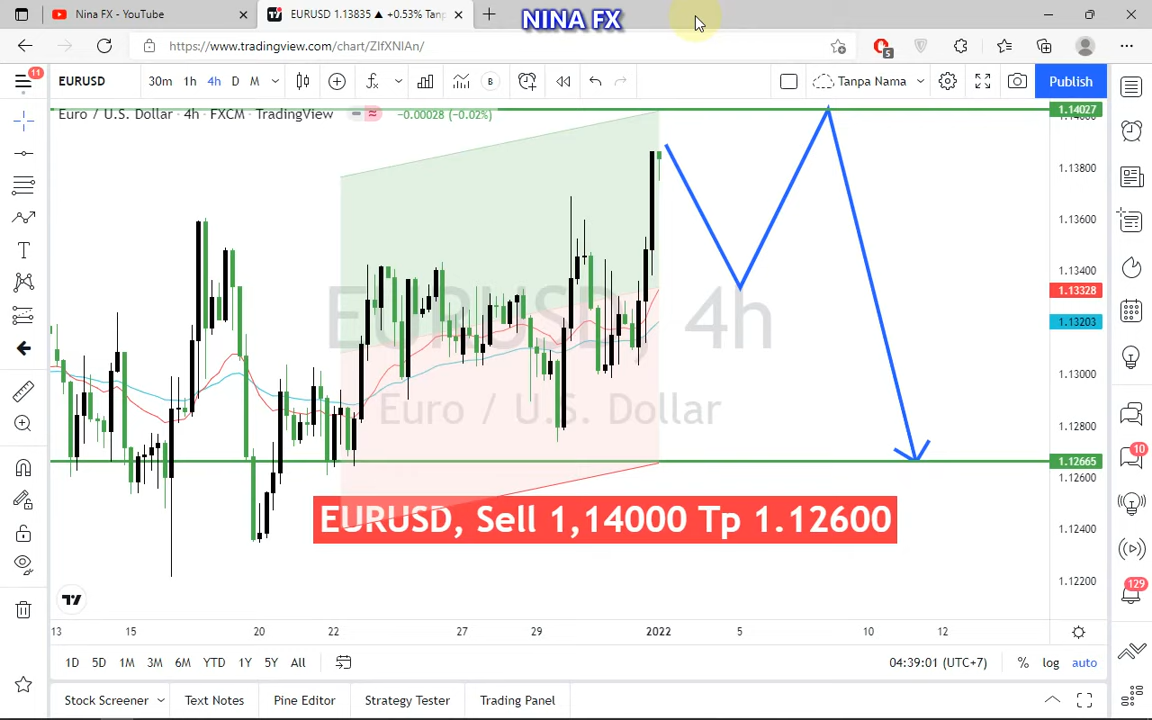 Nina FX - YouTube
EURUSD 1.13835 ▲ +0.53% Tan
NINA FX
https://www.tradingview.com/chart/ZIfXNIAn/
5
11
EURUSD
30m 1h 4h D M
B
Tanpa Nama
Publish
Euro / U.S. Dollar · 4h · FXCM · TradingView
−0.00028 (−0.02%)
1.14027
1.13800
1.13600
1.13400
1.13328
1.13203
1.13000
1.12800
1.12665
1.12600
1.12400
1.12200
EURUSD, 4h
Euro / U.S. Dollar
EURUSD, Sell 1,14000 Tp 1.12600
10
129
13 15 20 22 27 29 2022 5 10 12
1D 5D 1M 3M 6M YTD 1Y 5Y All
04:39:01 (UTC+7) % log auto
Stock Screener Text Notes Pine Editor Strategy Tester Trading Panel